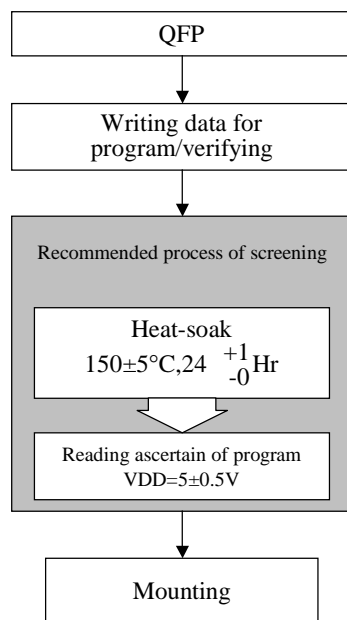 QFP
Writing data for
program/verifying
Recommended process of screening
Heat-soak
150±5°C,24 +1 -0 Hr
Reading ascertain of program
VDD=5±0.5V
Mounting